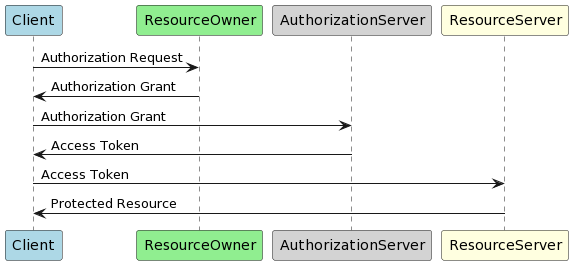 Client
ResourceOwner
AuthorizationServer
ResourceServer
Authorization Request
Authorization Grant
Authorization Grant
Access Token
Access Token
Protected Resource
Client
ResourceOwner
AuthorizationServer
ResourceServer